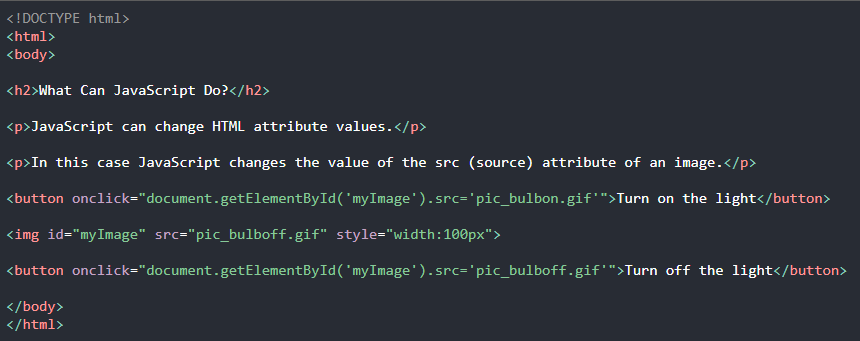 <!DOCTYPE html>
<html>
<body>
<h2>What Can JavaScript Do?</h2>
<p>JavaScript can change HTML attribute values.</p>
<p>In this case JavaScript changes the value of the src (source) attribute of an image.</p>
<button onclick="document.getElementById('myImage').src='pic_bulbon.gif'">Turn on the light</button>
<img id="myImage" src="pic_bulboff.gif" style="width:100px">
<button onclick="document.getElementById('myImage').src='pic_bulboff.gif'">Turn off the light</button>
</body>
</html>